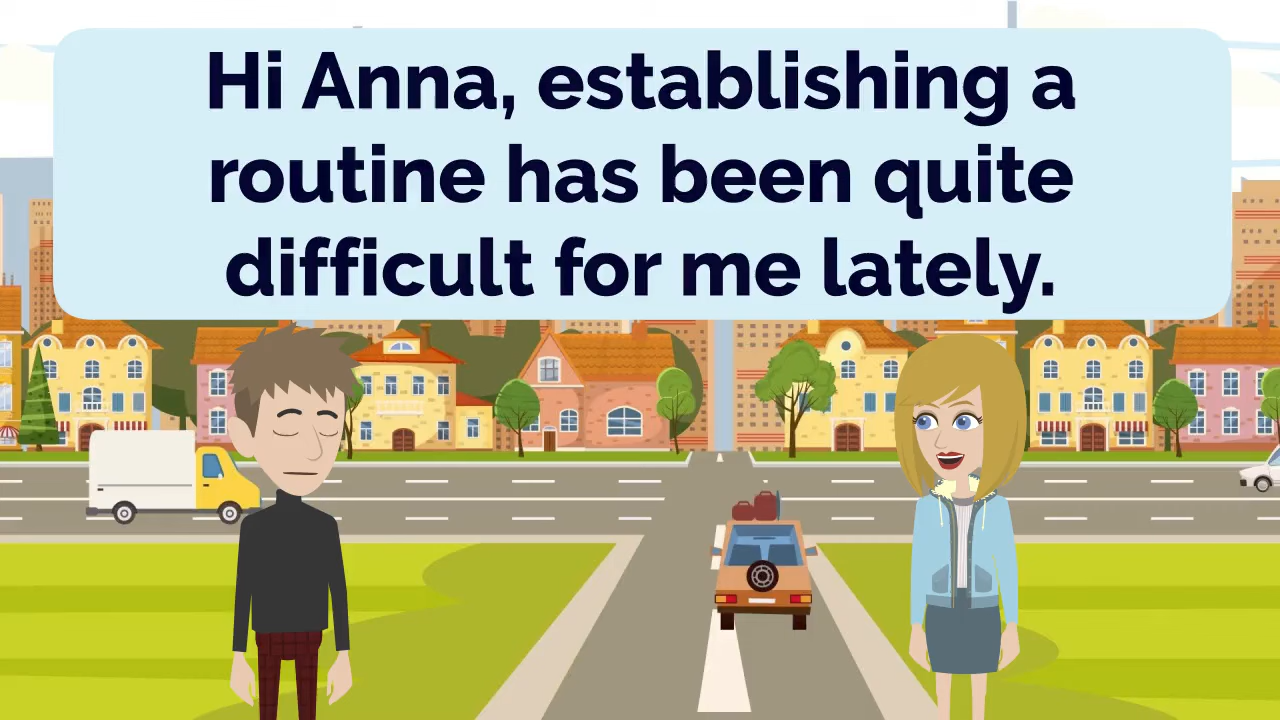 Hi Anna, establishing a
routine has been quite
difficult for me lately.